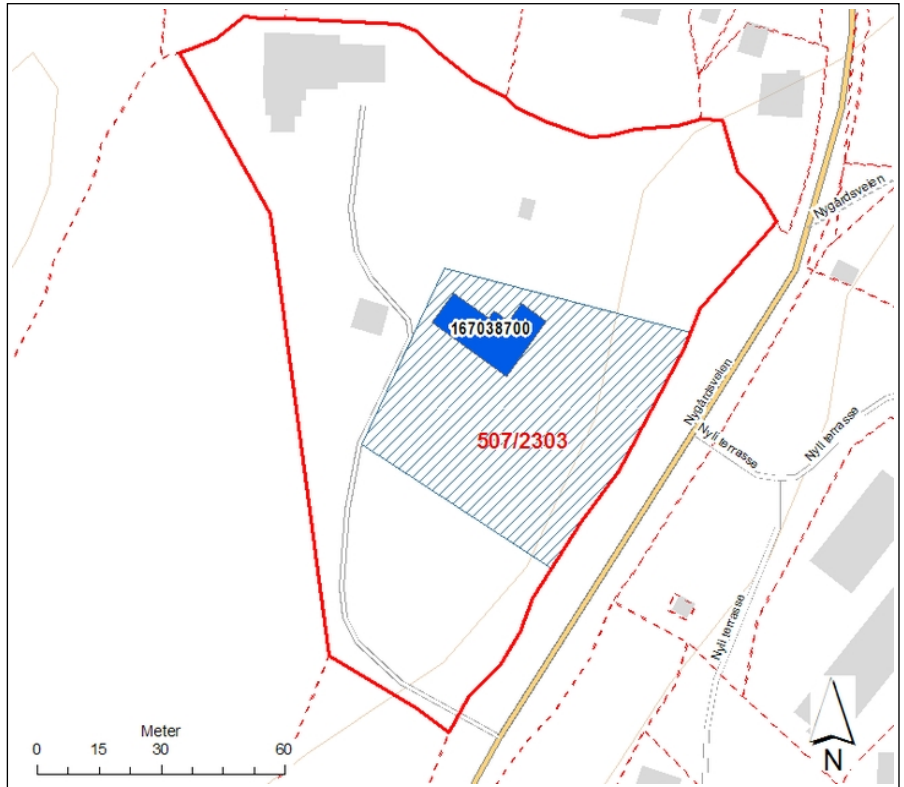 Nygårdsveien
167038700
507/2303
Nygårdsveien
Nyli terrasse
Nyli terrasse
Nyli terrasse
Meter
0 15 30 60
N